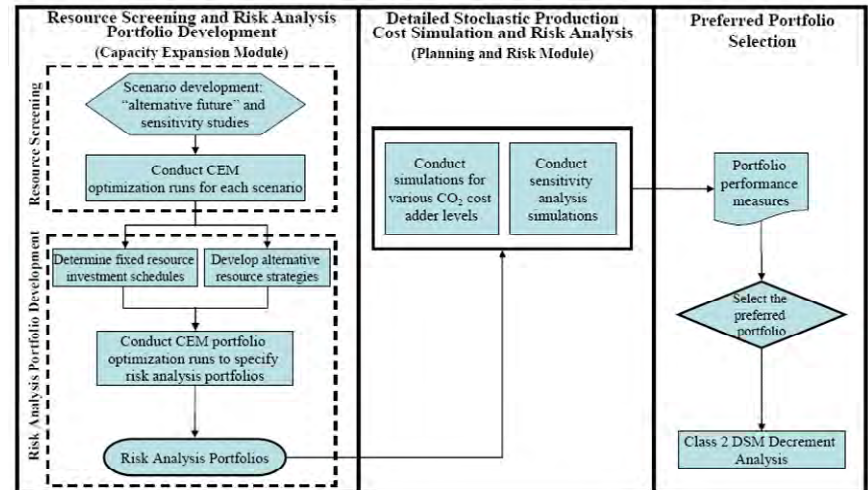 Resource Screening and Risk Analysis
Portfolio Development
(Capacity Expansion Module)
Resource Screening
Scenario development:
"alternative future" and
sensitivity studies
Conduct CEM
optimization runs for each scenario
Risk Analysis Portfolio Development
Determine fixed resource
investment schedules
Develop alternative
resource strategies
Conduct CEM portfolio
optimization runs to specify
risk analysis portfolios
Risk Analysis Portfolios
Detailed Stochastic Production
Cost Simulation and Risk Analysis
(Planning and Risk Module)
Conduct
simulations for
various CO₂ cost
adder levels
Conduct
sensitivity
analysis
simulations
Preferred Portfolio
Selection
Portfolio
performance
measures
Select the
preferred
portfolio
Class 2 DSM Decrement
Analysis